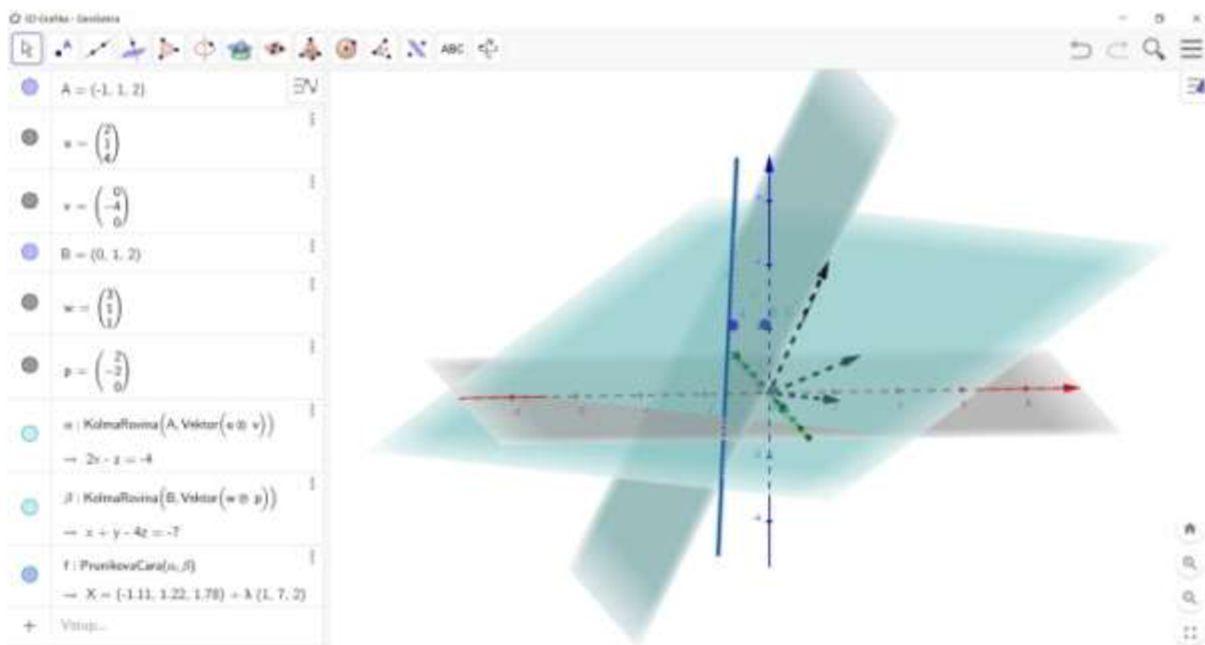 3D Grafika - GeoGebra
ABC
A = (-1, 1, 2)
u = (2 1 4)
v = (0 -4 0)
B = (0, 1, 2)
w = (3 1 1)
p = (2 -2 0)
α : KolmaRovina(A, Vektor(u ⊗ v))
→ 2x - z = -4
β : KolmaRovina(B, Vektor(w ⊗ p))
→ x + y - 4z = -7
f : PrunikovaCara(α, β)
→ X = (-1.11, 1.22, 1.78) + λ (1, 7, 2)
+ Vstup...